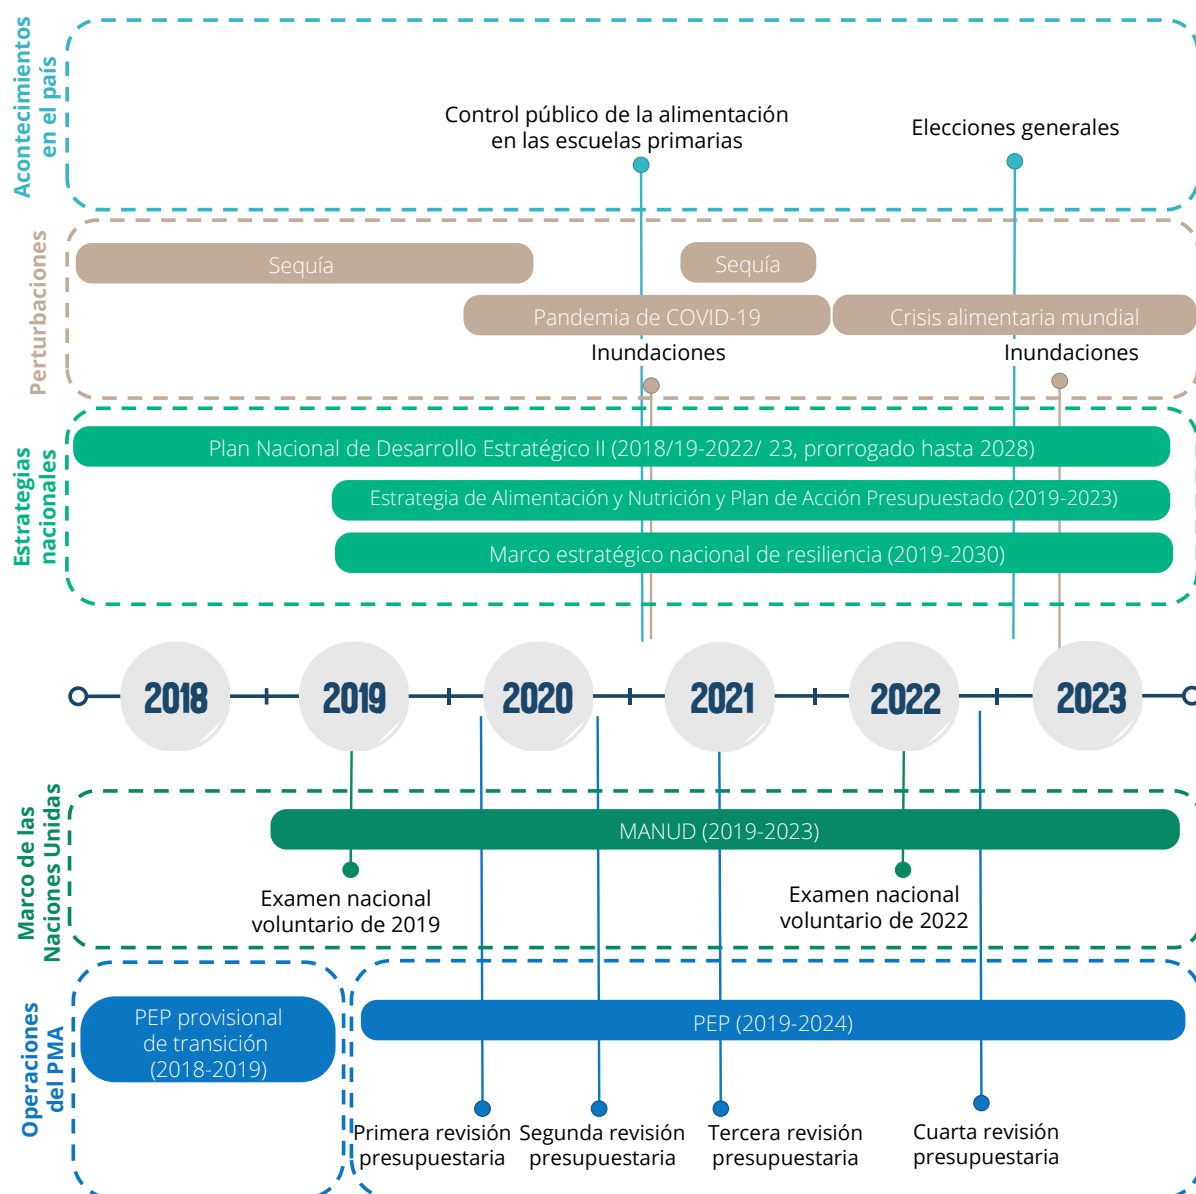 Acontecimientos
en el país
Control público de la alimentación
en las escuelas primarias
Elecciones generales
Perturbaciones
Sequía
Sequía
Pandemia de COVID-19
Crisis alimentaria mundial
Inundaciones
Inundaciones
Estrategias
nacionales
Plan Nacional de Desarrollo Estratégico II (2018/19-2022/ 23, prorrogado hasta 2028)
Estrategia de Alimentación y Nutrición y Plan de Acción Presupuestado (2019-2023)
Marco estratégico nacional de resiliencia (2019-2030)
2018
2019
2020
2021
2022
2023
Marco de las
Naciones Unidas
MANUD (2019-2023)
Examen nacional
voluntario de 2019
Examen nacional
voluntario de 2022
Operaciones
del PMA
PEP provisional
de transición
(2018-2019)
PEP (2019-2024)
Primera revisión
presupuestaria
Segunda revisión
presupuestaria
Tercera revisión
presupuestaria
Cuarta revisión
presupuestaria